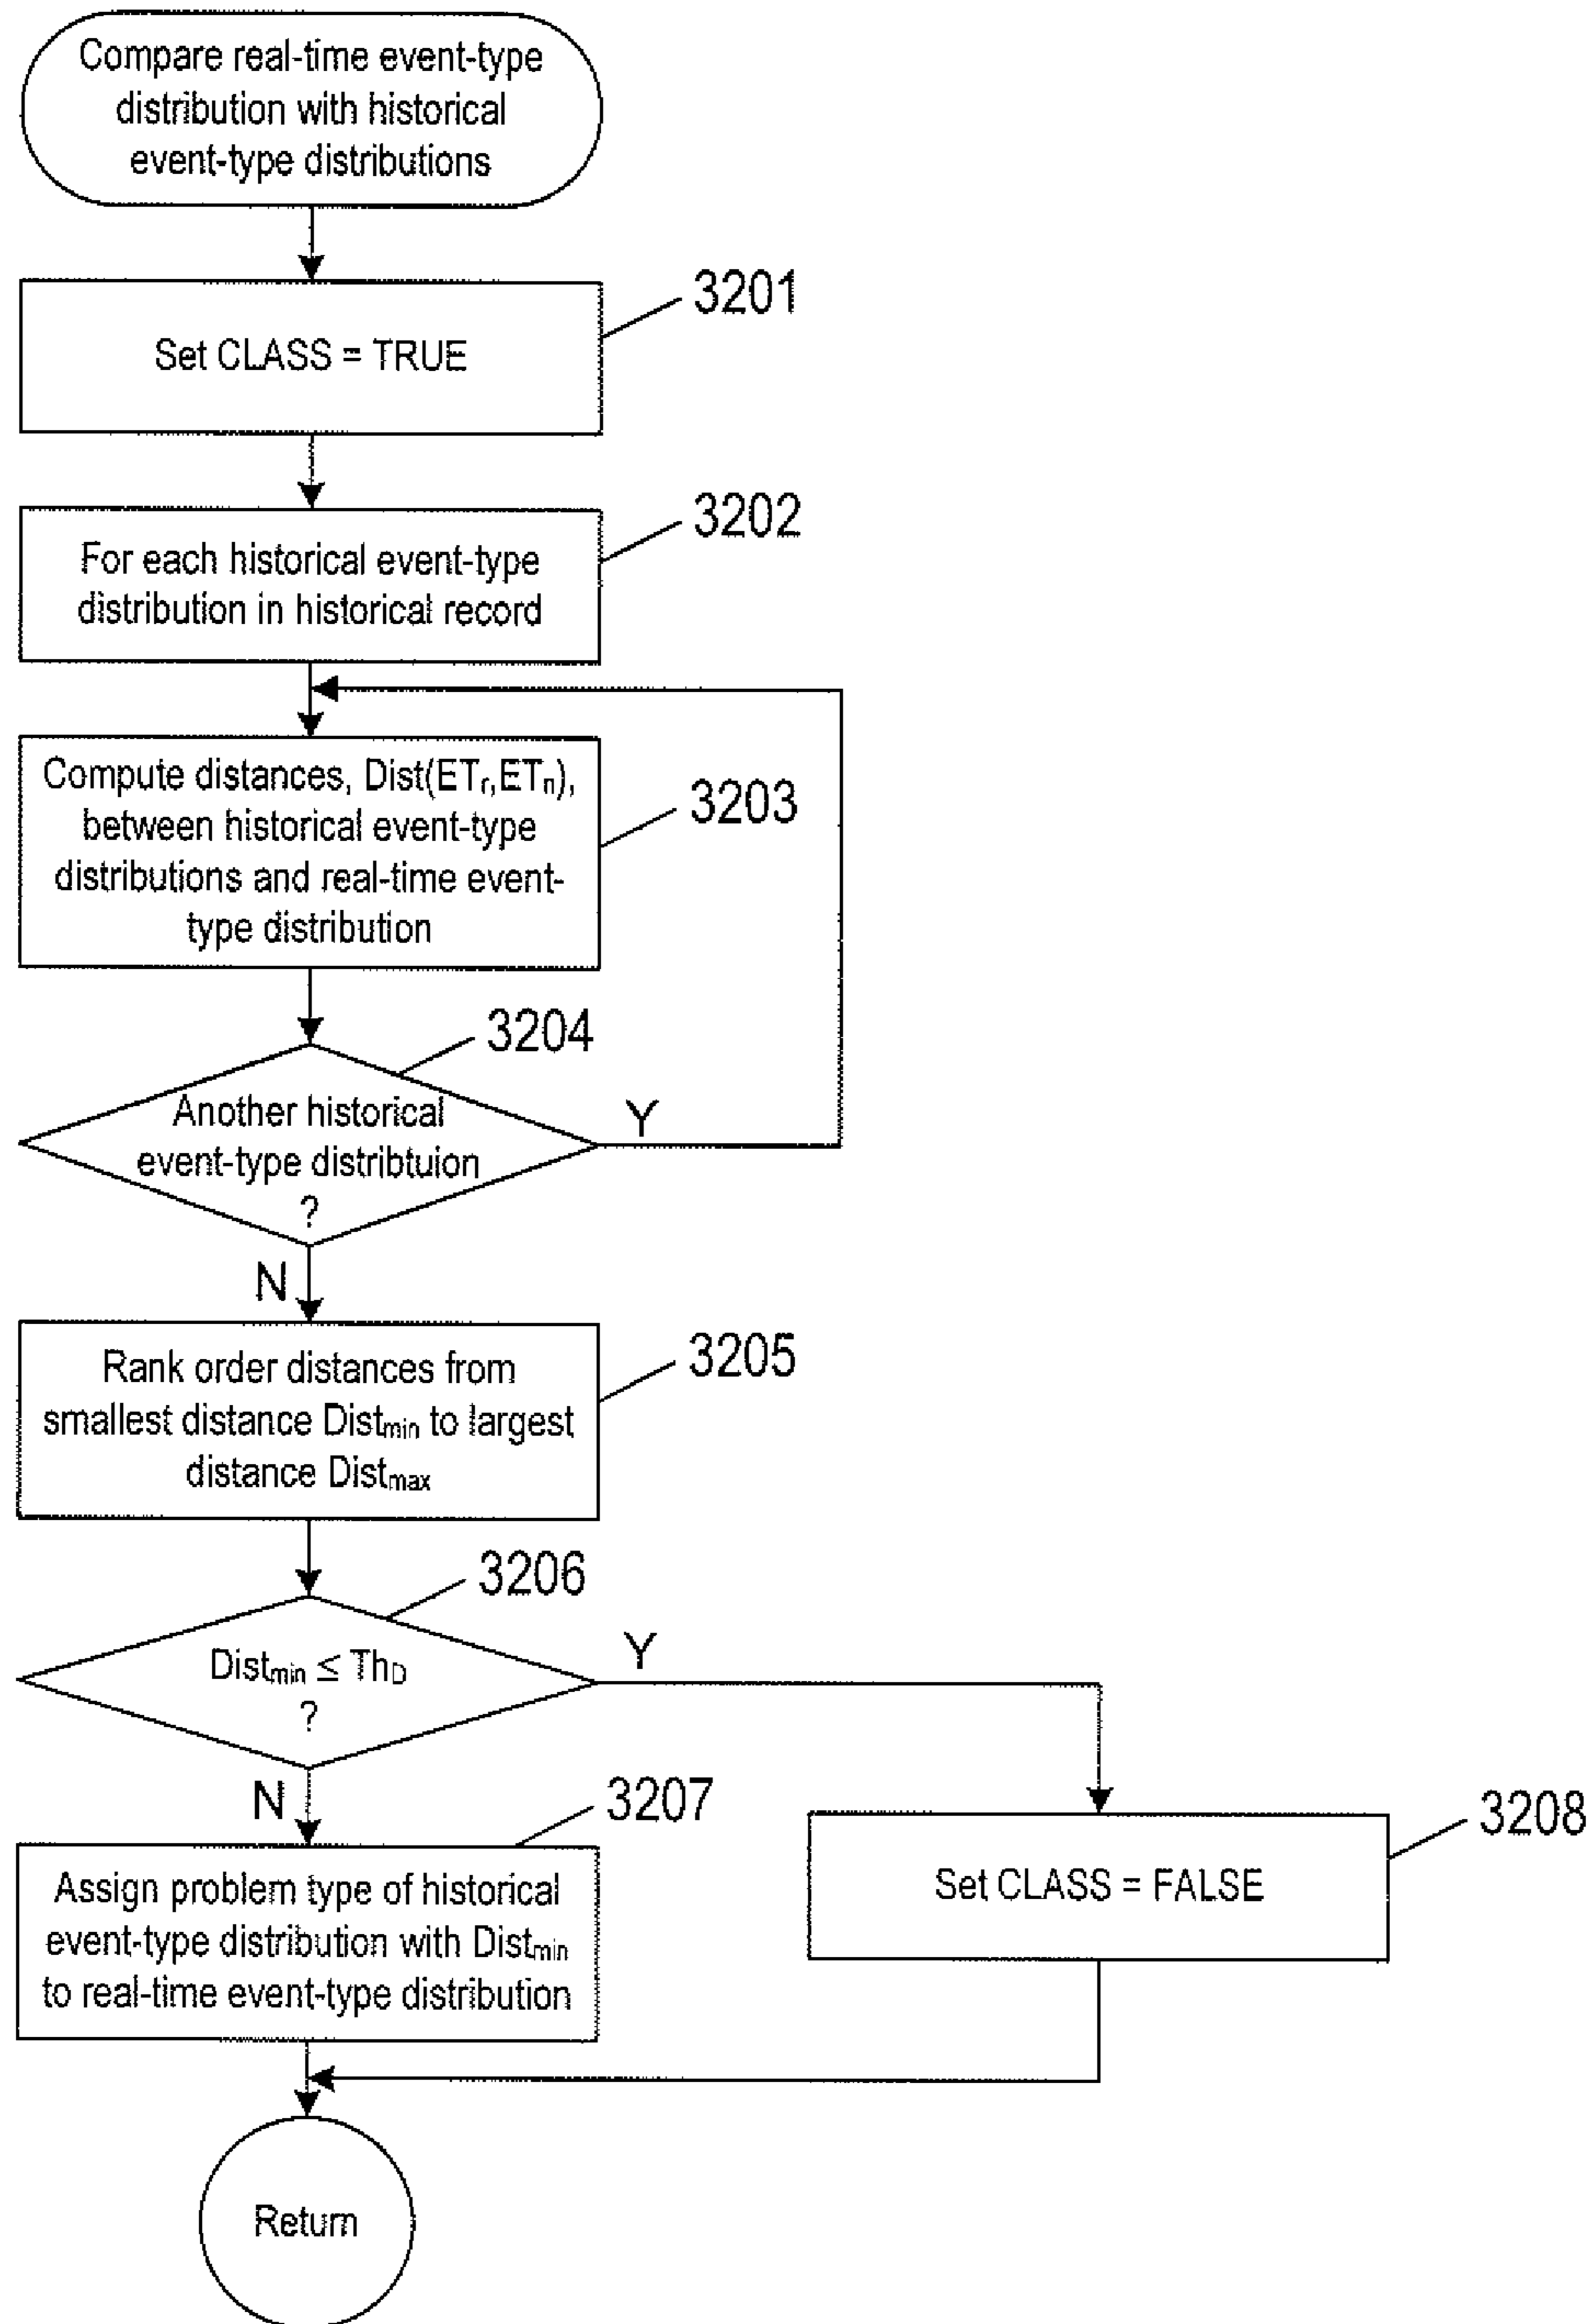 Compare real-time event-type
distribution with historical
event-type distributions
3201
Set CLASS = TRUE
3202
For each historical event-type
distribution in historical record
3203
Compute distances, Dist(ETr,ETn),
between historical event-type
distributions and real-time event-
type distribution
3204
Another historical
event-type distribtuion
?
Y
N
3205
Rank order distances from
smallest distance Distmin to largest
distance Distmax
3206
Distmin ≤ ThD
?
Y
N
3207
Assign problem type of historical
event-type distribution with Distmin
to real-time event-type distribution
3208
Set CLASS = FALSE
Return